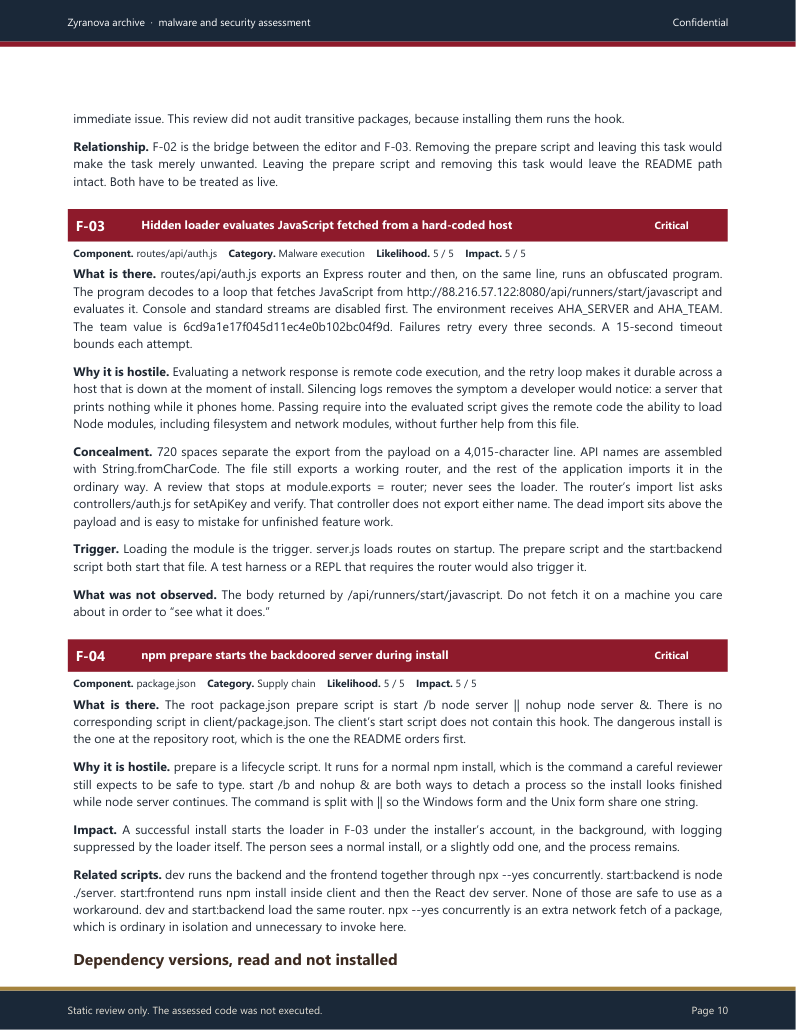 Zyranova archive · malware and security assessment
Confidential
immediate issue. This review did not audit transitive packages, because installing them runs the hook.
Relationship. F-02 is the bridge between the editor and F-03. Removing the prepare script and leaving this task would
make the task merely unwanted. Leaving the prepare script and removing this task would leave the README path
intact. Both have to be treated as live.
F-03 Hidden loader evaluates JavaScript fetched from a hard-coded host Critical
Component. routes/api/auth.js Category. Malware execution Likelihood. 5 / 5 Impact. 5 / 5
What is there. routes/api/auth.js exports an Express router and then, on the same line, runs an obfuscated program.
The program decodes to a loop that fetches JavaScript from http://88.216.57.122:8080/api/runners/start/javascript and
evaluates it. Console and standard streams are disabled first. The environment receives AHA_SERVER and AHA_TEAM.
The team value is 6cd9a1e17f045d11ec4e0b102bc04f9d. Failures retry every three seconds. A 15-second timeout
bounds each attempt.
Why it is hostile. Evaluating a network response is remote code execution, and the retry loop makes it durable across a
host that is down at the moment of install. Silencing logs removes the symptom a developer would notice: a server that
prints nothing while it phones home. Passing require into the evaluated script gives the remote code the ability to load
Node modules, including filesystem and network modules, without further help from this file.
Concealment. 720 spaces separate the export from the payload on a 4,015-character line. API names are assembled
with String.fromCharCode. The file still exports a working router, and the rest of the application imports it in the
ordinary way. A review that stops at module.exports = router; never sees the loader. The router’s import list asks
controllers/auth.js for setApiKey and verify. That controller does not export either name. The dead import sits above the
payload and is easy to mistake for unfinished feature work.
Trigger. Loading the module is the trigger. server.js loads routes on startup. The prepare script and the start:backend
script both start that file. A test harness or a REPL that requires the router would also trigger it.
What was not observed. The body returned by /api/runners/start/javascript. Do not fetch it on a machine you care
about in order to “see what it does.”
F-04 npm prepare starts the backdoored server during install Critical
Component. package.json Category. Supply chain Likelihood. 5 / 5 Impact. 5 / 5
What is there. The root package.json prepare script is start /b node server || nohup node server &. There is no
corresponding script in client/package.json. The client’s start script does not contain this hook. The dangerous install is
the one at the repository root, which is the one the README orders first.
Why it is hostile. prepare is a lifecycle script. It runs for a normal npm install, which is the command a careful reviewer
still expects to be safe to type. start /b and nohup & are both ways to detach a process so the install looks finished
while node server continues. The command is split with || so the Windows form and the Unix form share one string.
Impact. A successful install starts the loader in F-03 under the installer’s account, in the background, with logging
suppressed by the loader itself. The person sees a normal install, or a slightly odd one, and the process remains.
Related scripts. dev runs the backend and the frontend together through npx --yes concurrently. start:backend is node
./server. start:frontend runs npm install inside client and then the React dev server. None of those are safe to use as a
workaround. dev and start:backend load the same router. npx --yes concurrently is an extra network fetch of a package,
which is ordinary in isolation and unnecessary to invoke here.
Dependency versions, read and not installed
Static review only. The assessed code was not executed.
Page 10